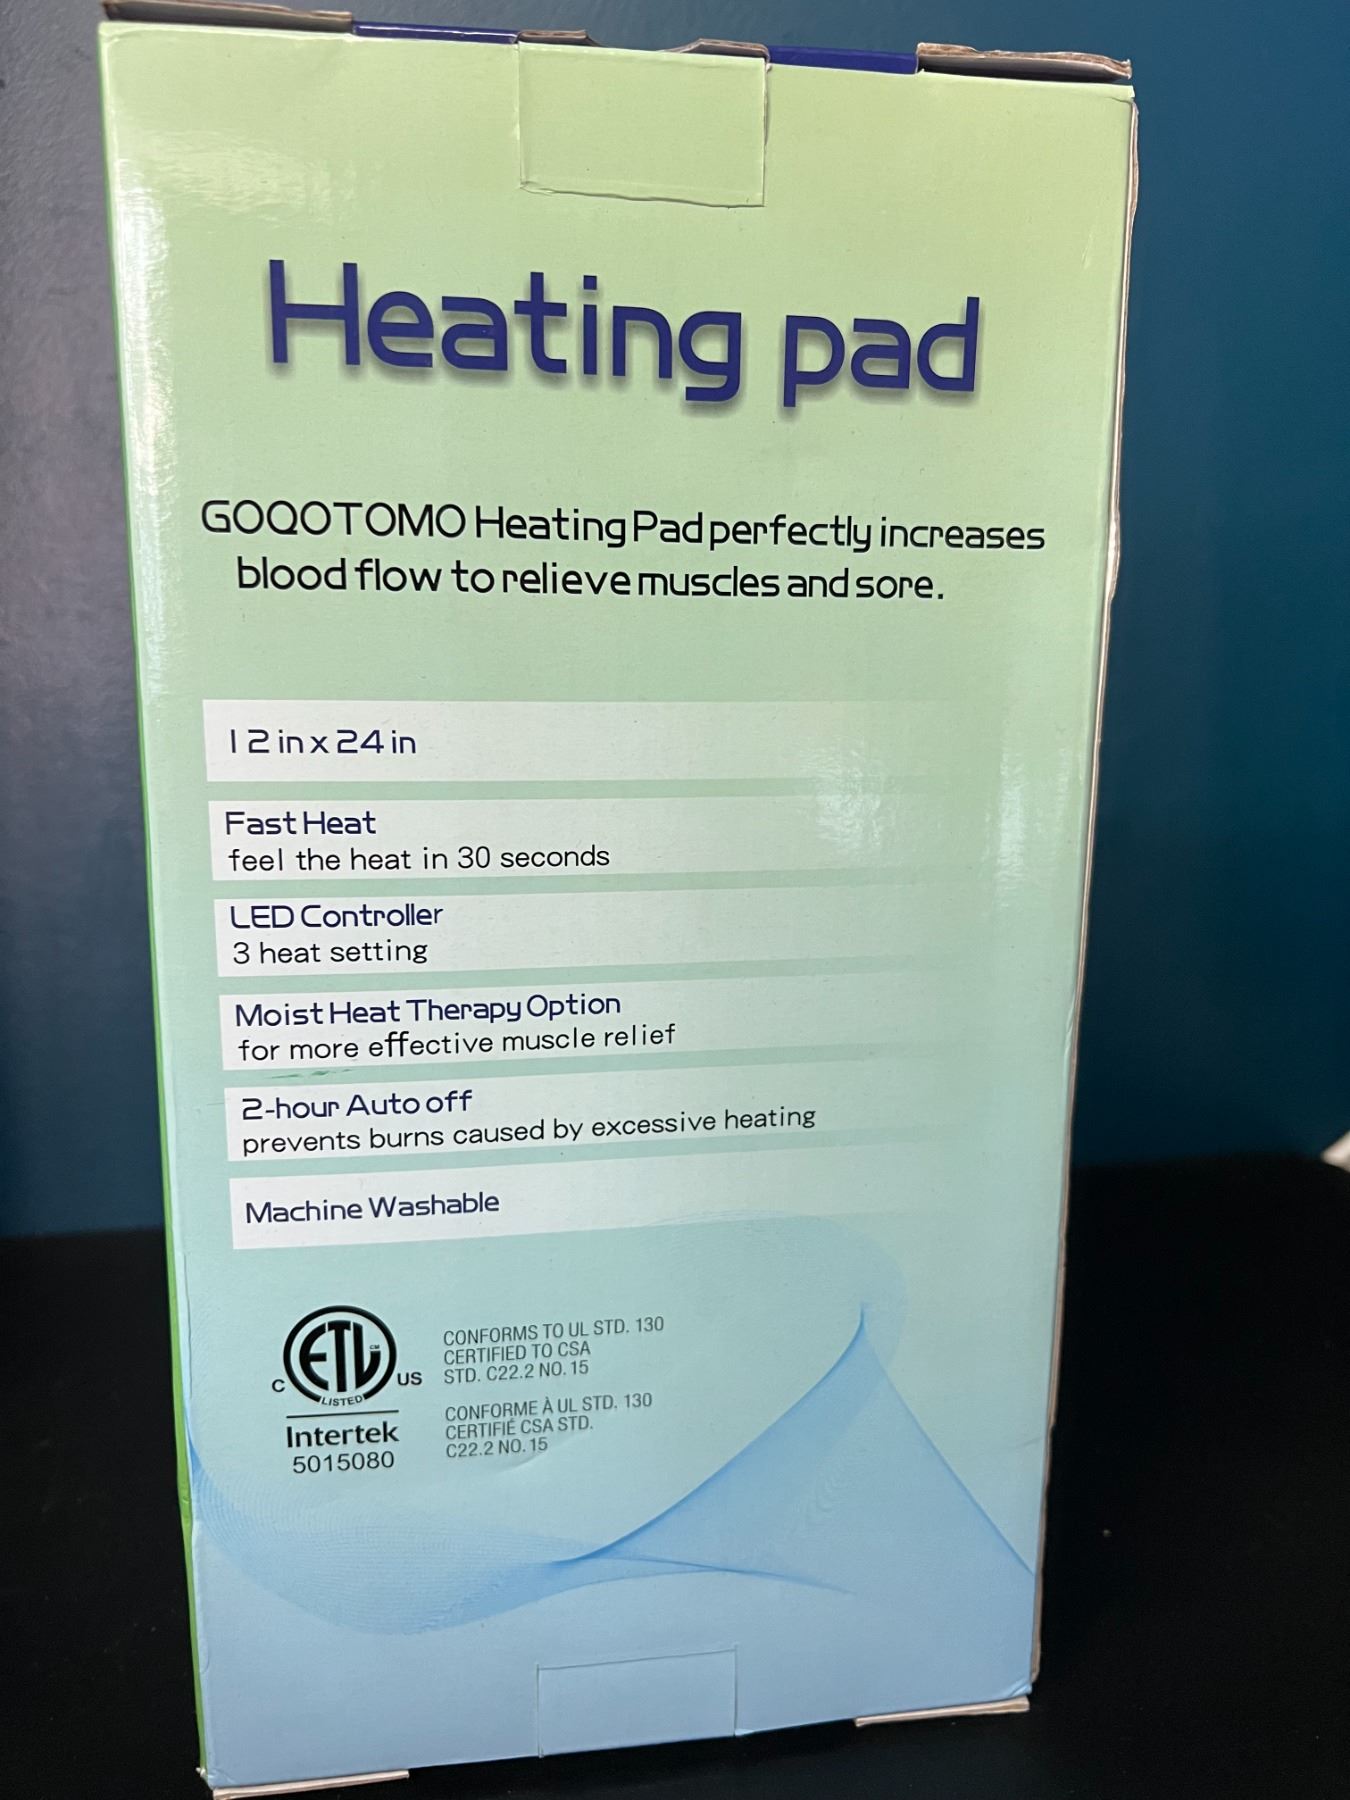 Heating pad
GOQOTOMO Heating Pad perfectly increases
blood flow to relieve muscles and sore.
12 in x 24 in
Fast Heat
feel the heat in 30 seconds
LED Controller
3 heat setting
Moist Heat Therapy Option
for more effective muscle relief
2-hour Auto off
prevents burns caused by excessive heating
Machine Washable
ETL CM
C US
LISTED
Intertek
5015080
CONFORMS TO UL STD. 130
CERTIFIED TO CSA
STD. C22.2 NO. 15
CONFORME À UL STD. 130
CERTIFIÉ CSA STD.
C22.2 NO. 15